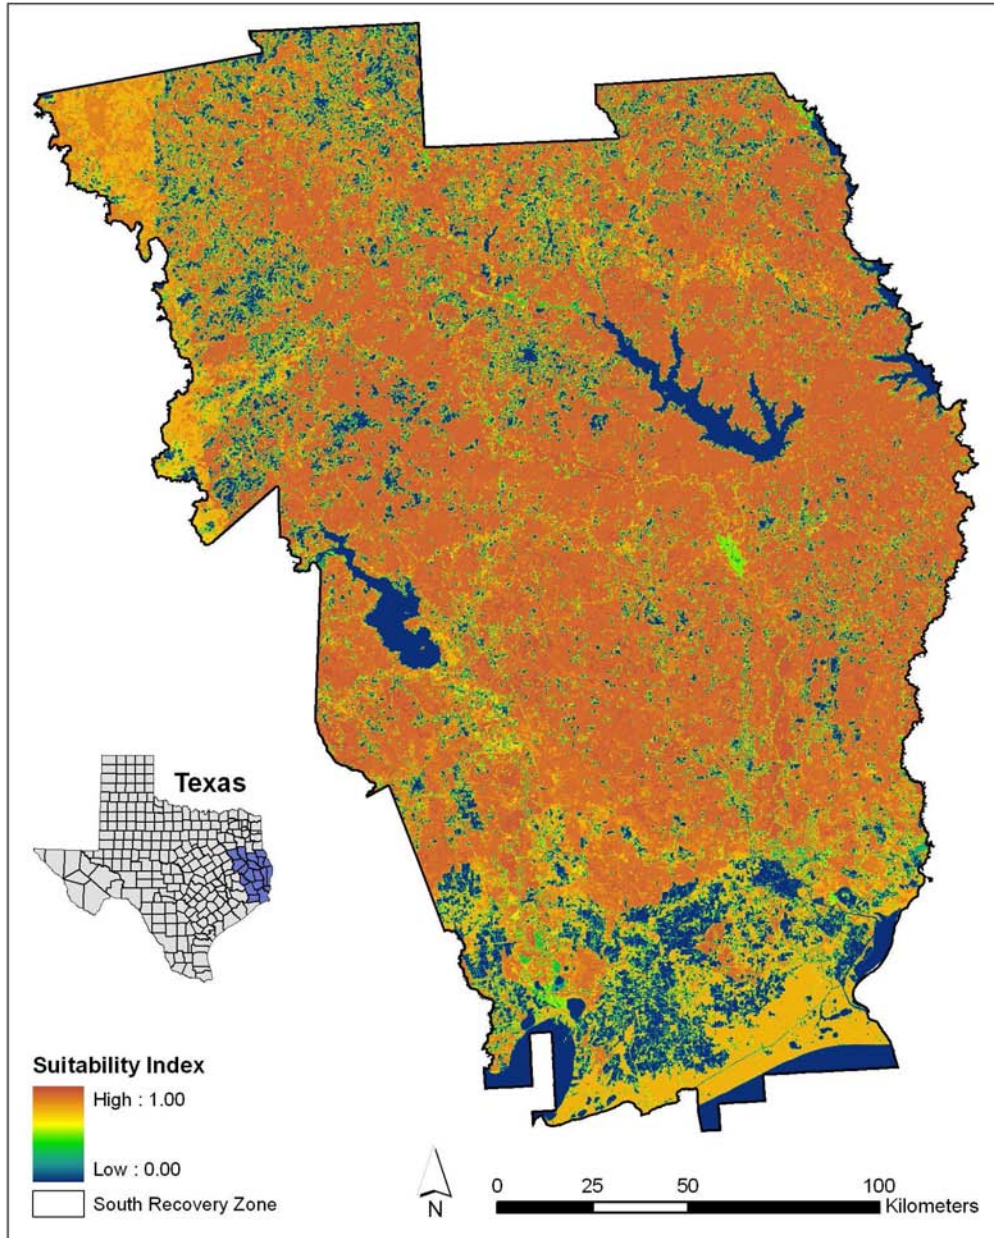 Texas
Suitability Index
High : 1.00
Low : 0.00
South Recovery Zone
N
0 25 50 100
Kilometers